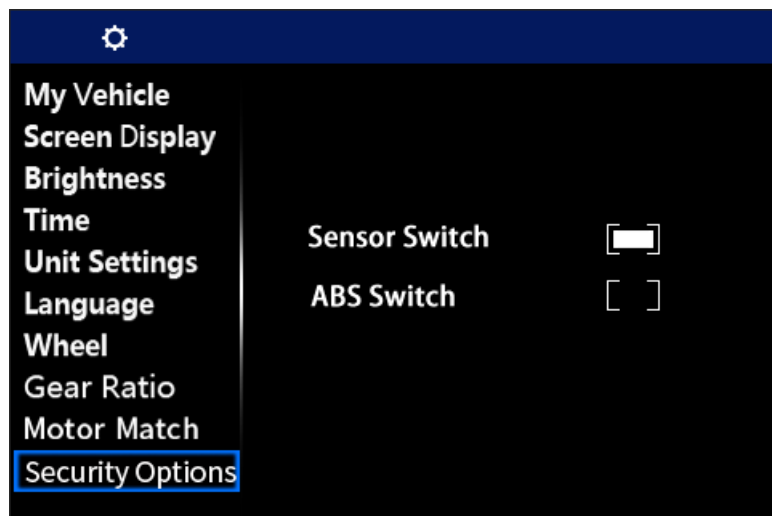 My Vehicle
Screen Display
Brightness
Time
Unit Settings
Language
Wheel
Gear Ratio
Motor Match
Security Options
Sensor Switch
ABS Switch